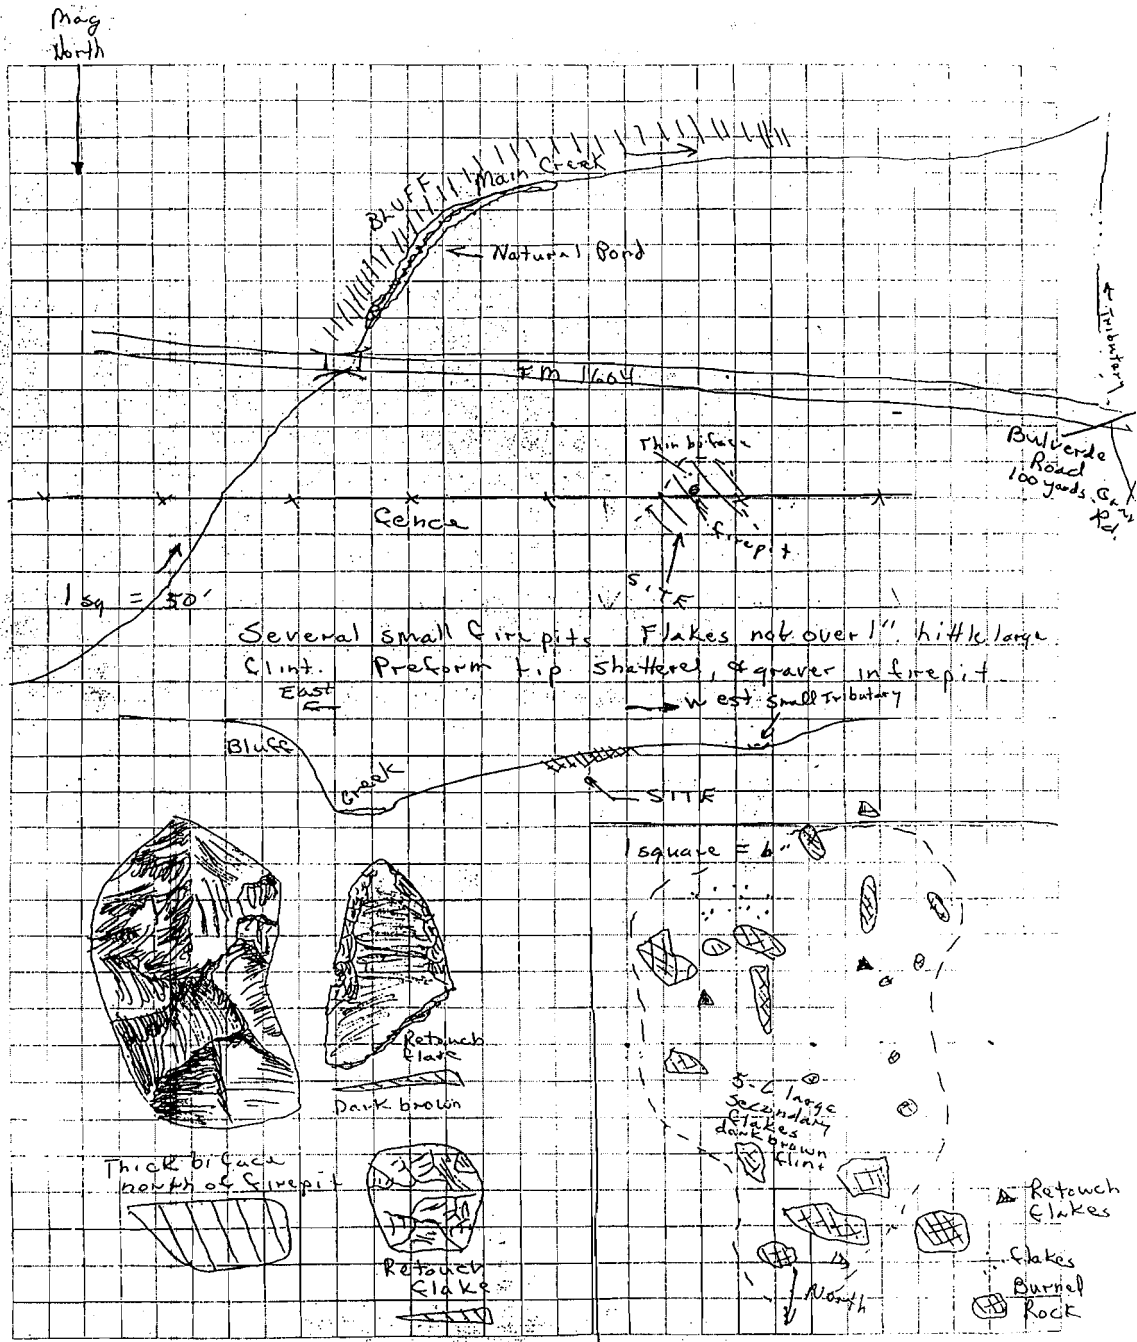 Mag
North
BLUFF
Main Creek
Natural Pond
Tributary
FM 1604
Thin biface
Bulverde
Road
100 yards
Rd.
fence
firepit
SITE
1 sq = 50'
Several small firepits Flakes not over 1" little large
flint. Preform tip shattered, & graver in firepit
East
West
Small Tributary
Bluff
Creek
SITE
1 square = 6"
Retouch
flake
Dark brown
5-6 large
secondary
flakes
dark brown
flint
Thick biface
north of firepit
Retouch
flakes
Retouch
flake
flakes
Burned
Rock
North